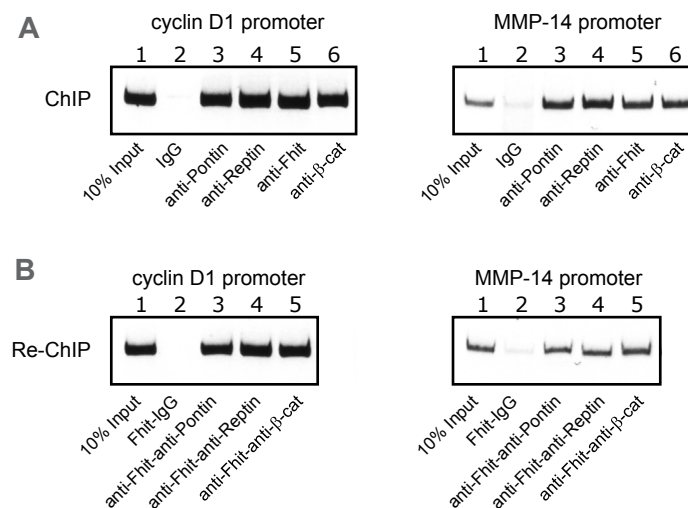 A
cyclin D1 promoter
MMP-14 promoter
1 2 3 4 5 6
1 2 3 4 5 6
ChIP
10% Input
IgG
anti-Pontin
anti-Reptin
anti-Fhit
anti-β-cat
10% Input
IgG
anti-Pontin
anti-Reptin
anti-Fhit
anti-β-cat
B
cyclin D1 promoter
MMP-14 promoter
1 2 3 4 5
1 2 3 4 5
Re-ChIP
10% Input
Fhit-IgG
anti-Fhit-anti-Pontin
anti-Fhit-anti-Reptin
anti-Fhit-anti-β-cat
10% Input
Fhit-IgG
anti-Fhit-anti-Pontin
anti-Fhit-anti-Reptin
anti-Fhit-anti-β-cat